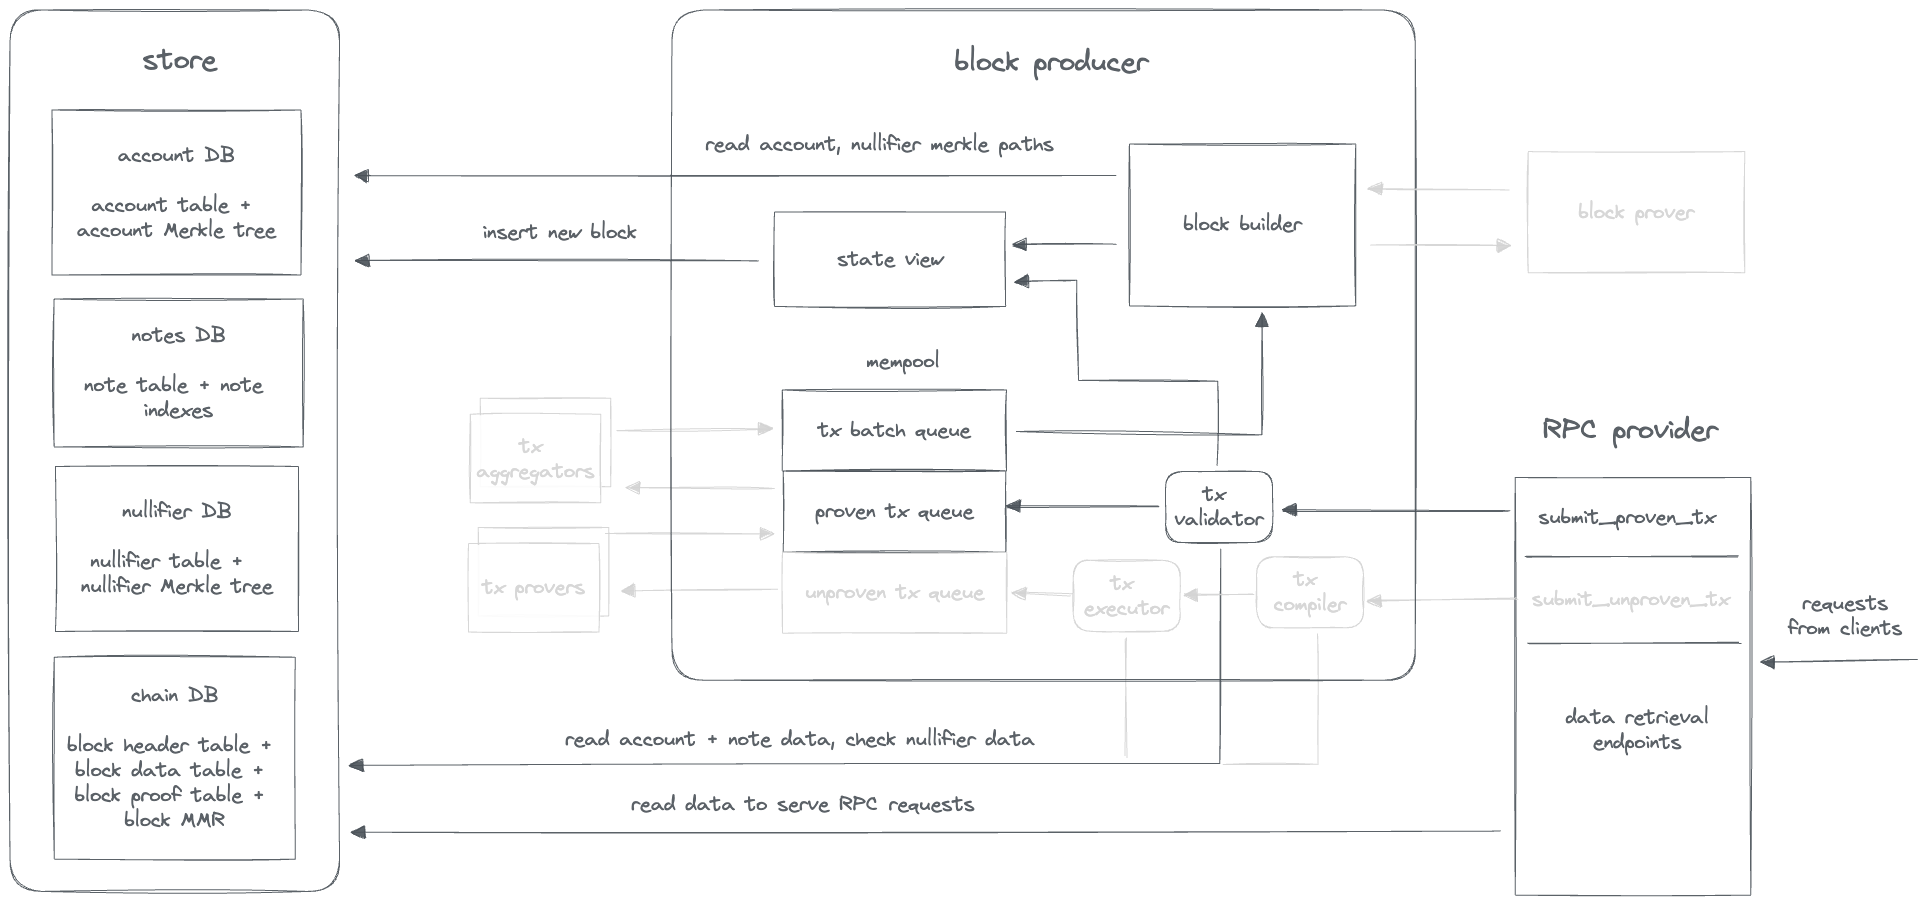 store
account DB
account table +
account Merkle tree
notes DB
note table + note
indexes
nullifier DB
nullifier table +
nullifier Merkle tree
chain DB
block header table +
block data table +
block proof table +
block MMR
block producer
read account, nullifier merkle paths
insert new block
state view
block builder
block prover
mempool
tx batch queue
proven tx queue
unproven tx queue
tx
aggregators
tx provers
tx
validator
tx
executor
tx
compiler
read account + note data, check nullifier data
read data to serve RPC requests
RPC provider
submit_proven_tx
submit_unproven_tx
data retrieval
endpoints
requests
from clients